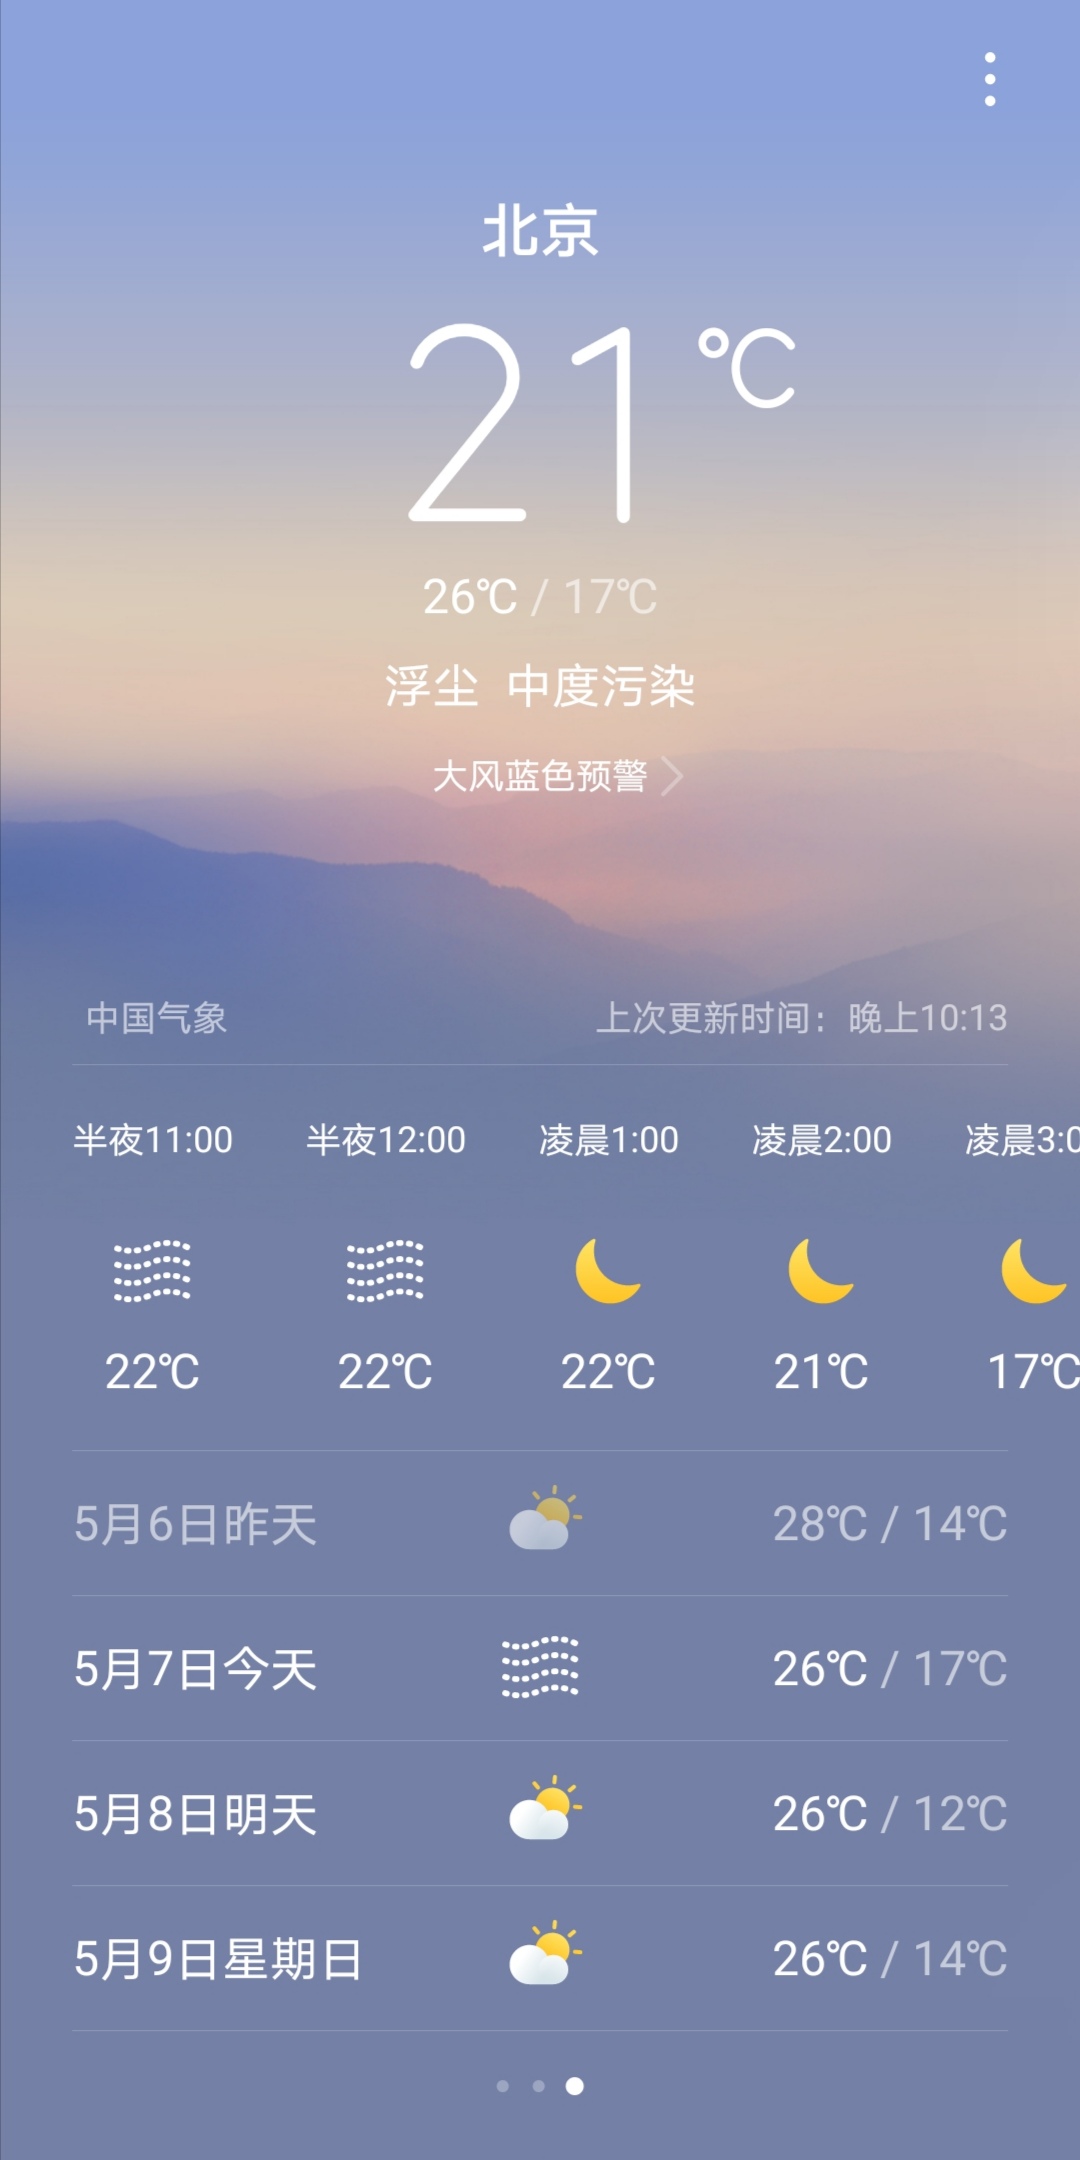 北京
21℃
26℃ / 17℃
浮尘 中度污染
大风蓝色预警
中国气象 上次更新时间：晚上10:13
半夜11:00 半夜12:00 凌晨1:00 凌晨2:00 凌晨3:0
22℃ 22℃ 22℃ 21℃ 17℃
5月6日昨天 28℃ / 14℃
5月7日今天 26℃ / 17℃
5月8日明天 26℃ / 12℃
5月9日星期日 26℃ / 14℃